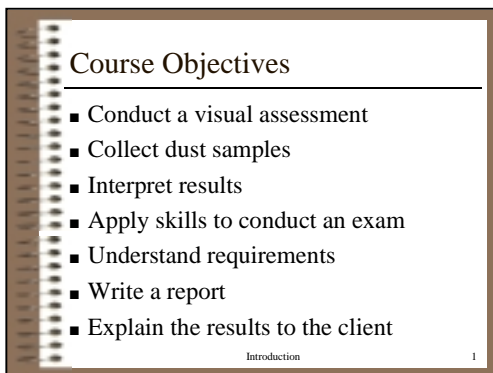 Course Objectives
■ Conduct a visual assessment
■ Collect dust samples
■ Interpret results
■ Apply skills to conduct an exam
■ Understand requirements
■ Write a report
■ Explain the results to the client
Introduction 1